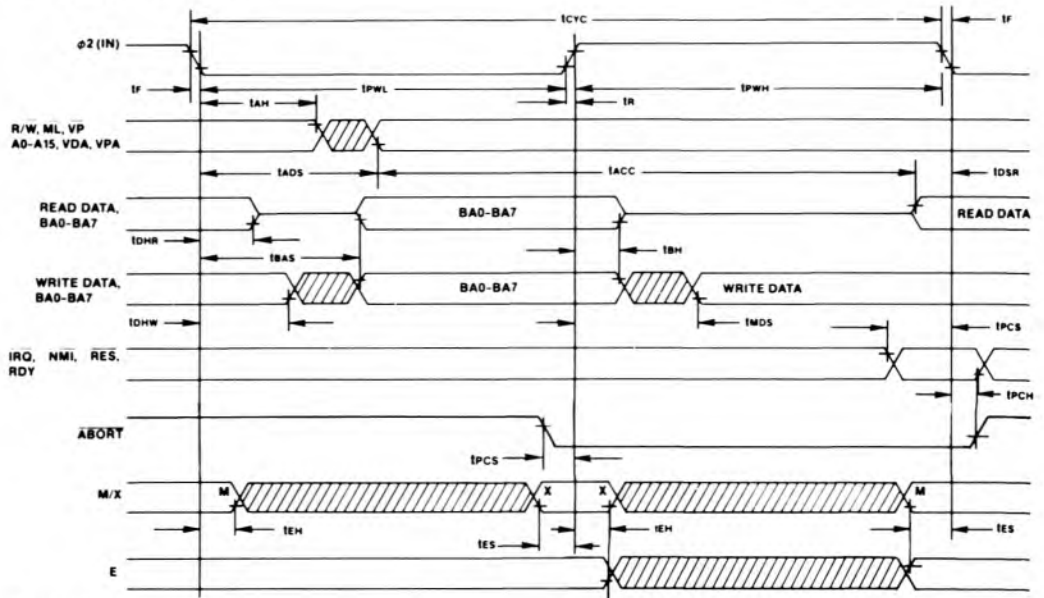 tCYC tF
φ2 (IN)
tF tPWL tR tPWH
tAH
R/W, ML, VP
A0-A15, VDA, VPA
tADS tACC tDSR
READ DATA,
BA0-BA7
BA0-BA7
READ DATA
tDHR tBAS tBH
WRITE DATA,
BA0-BA7
BA0-BA7
WRITE DATA
tDHW tMDS tPCS
IRQ, NMI, RES,
RDY
tPCH
ABORT
tPCS
M/X M X X M
tEH tES tEH tES
E